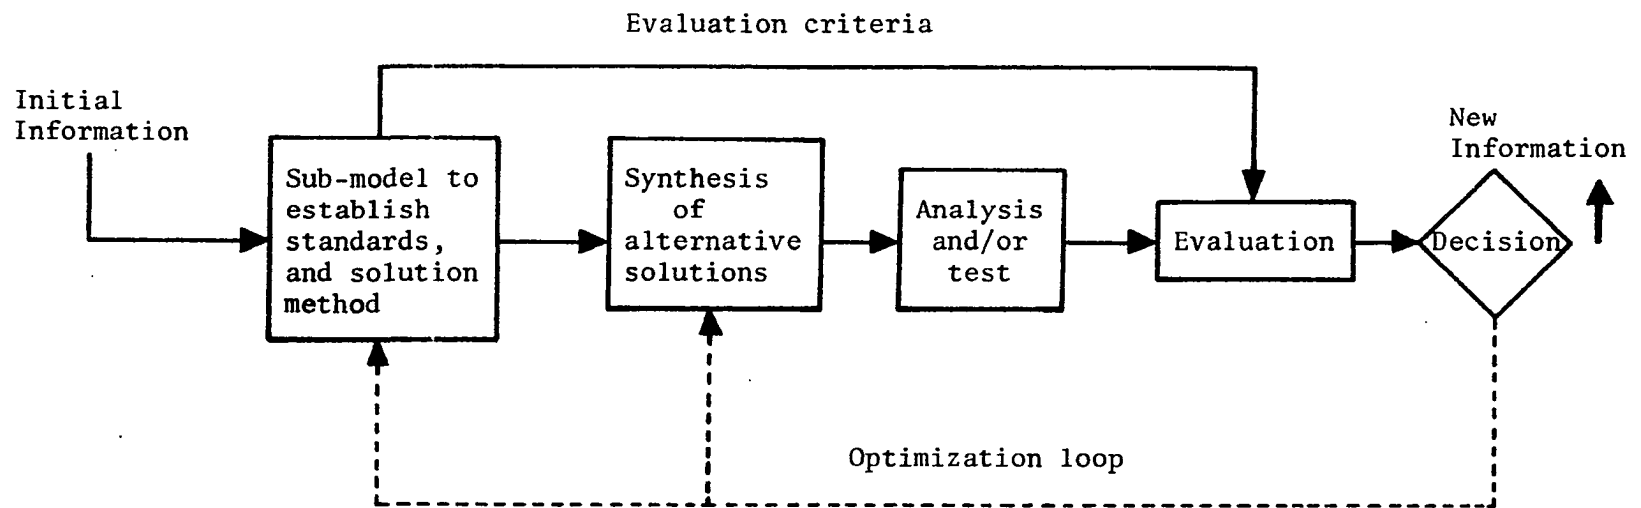 Evaluation criteria
Initial
Information
New
Information
Sub-model to
establish
standards,
and solution
method
Synthesis
of
alternative
solutions
Analysis
and/or
test
Evaluation
Decision
Optimization loop